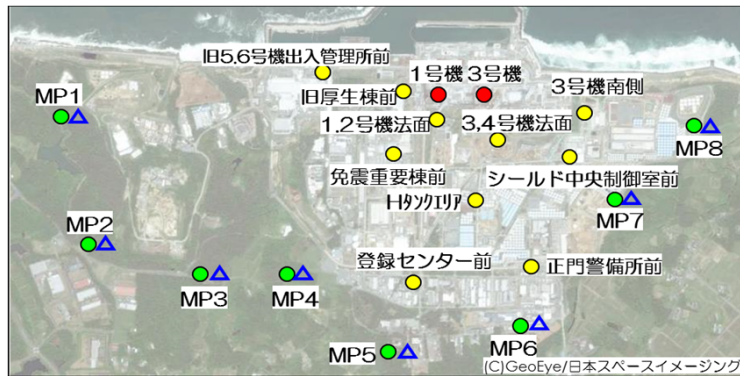 旧5.6号機出入管理所前
1号機
3号機
3号機南側
MP1
旧厚生棟前
1.2号機法面
3,4号機法面
MP8
免震重要棟前
シールド中央制御室前
Hタンクエリア
MP7
MP2
登録センター前
正門警備所前
MP3
MP4
MP5
MP6
(C)GeoEye/日本スペースイメージング